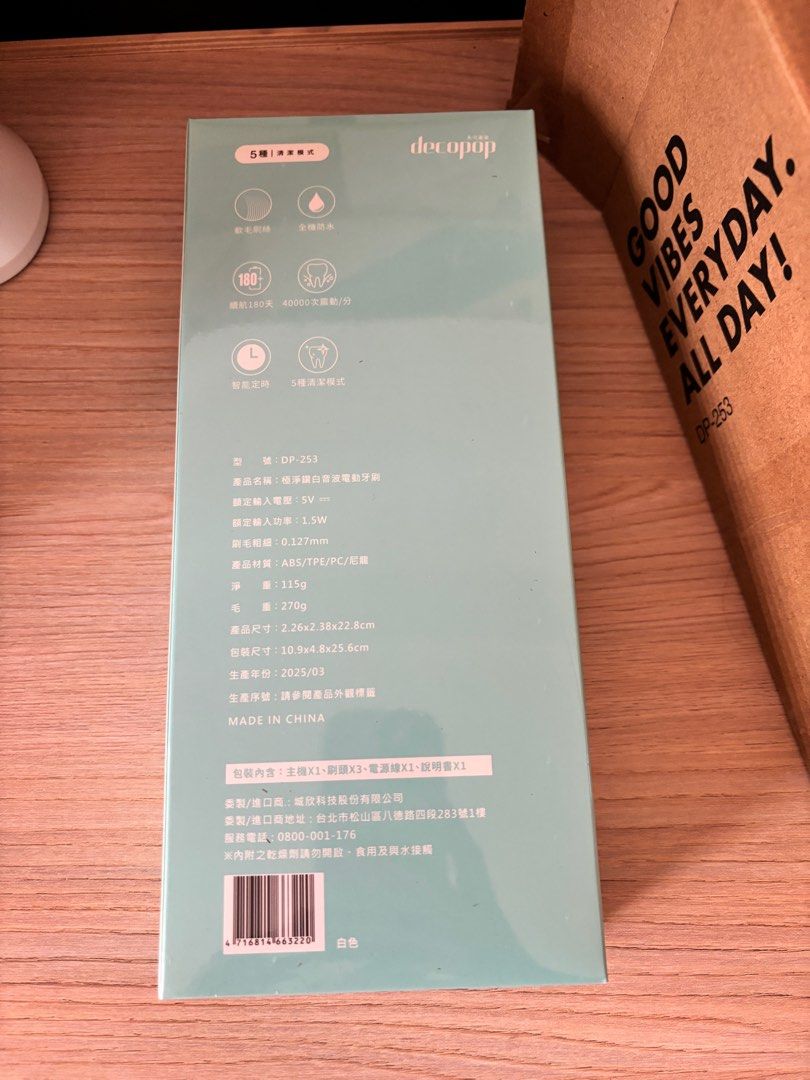 5種 | 清潔模式
decopop
軟毛刷絲
全機防水
180
續航180天
40000次震動/分
智能定時
5種清潔模式
型　號：DP-253
產品名稱：極淨鑽白音波電動牙刷
額定輸入電壓：5V ⎓
額定輸入功率：1.5W
刷毛粗細：0.127mm
產品材質：ABS/TPE/PC/尼龍
淨　重：115g
毛　重：270g
產品尺寸：2.26x2.38x22.8cm
包裝尺寸：10.9x4.8x25.6cm
生產年份：2025/03
生產序號：請參閱產品外觀標籤
MADE IN CHINA
包裝內含：主機X1、刷頭X3、電源線X1、說明書X1
委製/進口商：城欣科技股份有限公司
委製/進口商地址：台北市松山區八德路四段283號1樓
服務電話：0800-001-176
※內附之乾燥劑請勿開啟、食用及與水接觸
4 716814 663220
白色
GOOD
VIBES
EVERYDAY.
ALL DAY!
DP-253